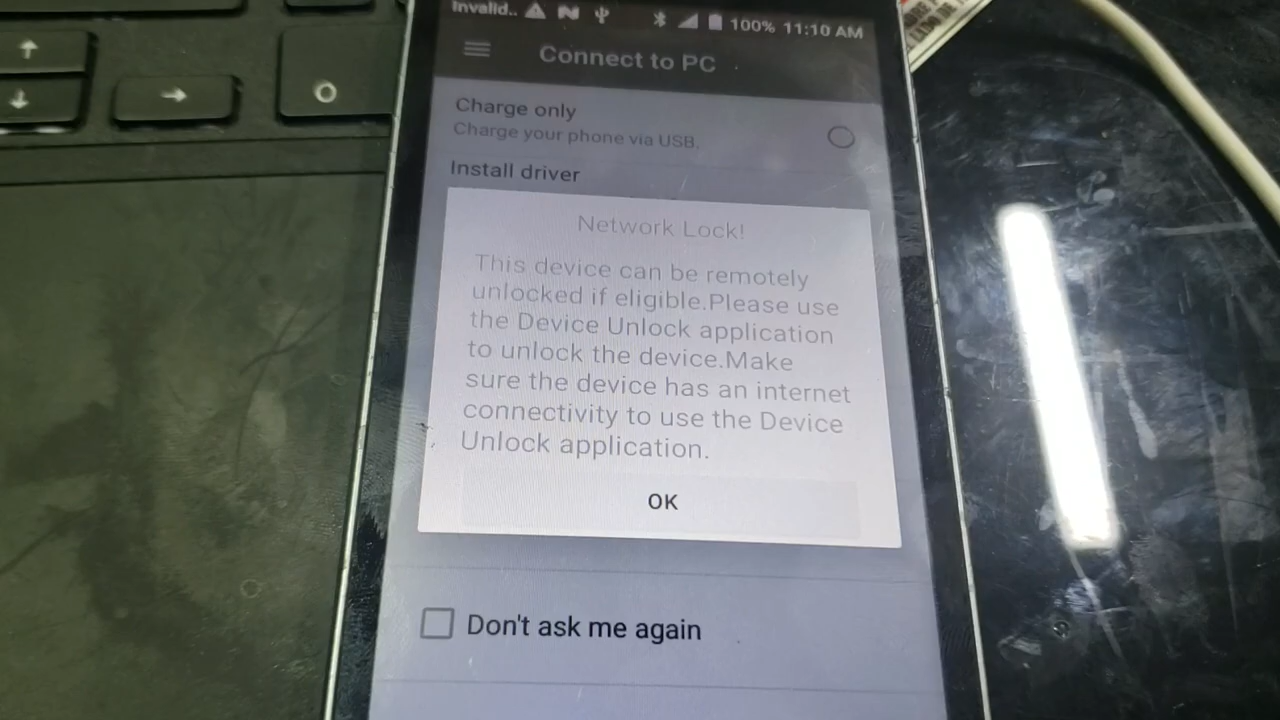 Invalid.. 100% 11:10 AM
Connect to PC
Charge only
Charge your phone via USB.
Install driver
Network Lock!
This device can be remotely
unlocked if eligible.Please use
the Device Unlock application
to unlock the device.Make
sure the device has an internet
connectivity to use the Device
Unlock application.
OK
Don't ask me again